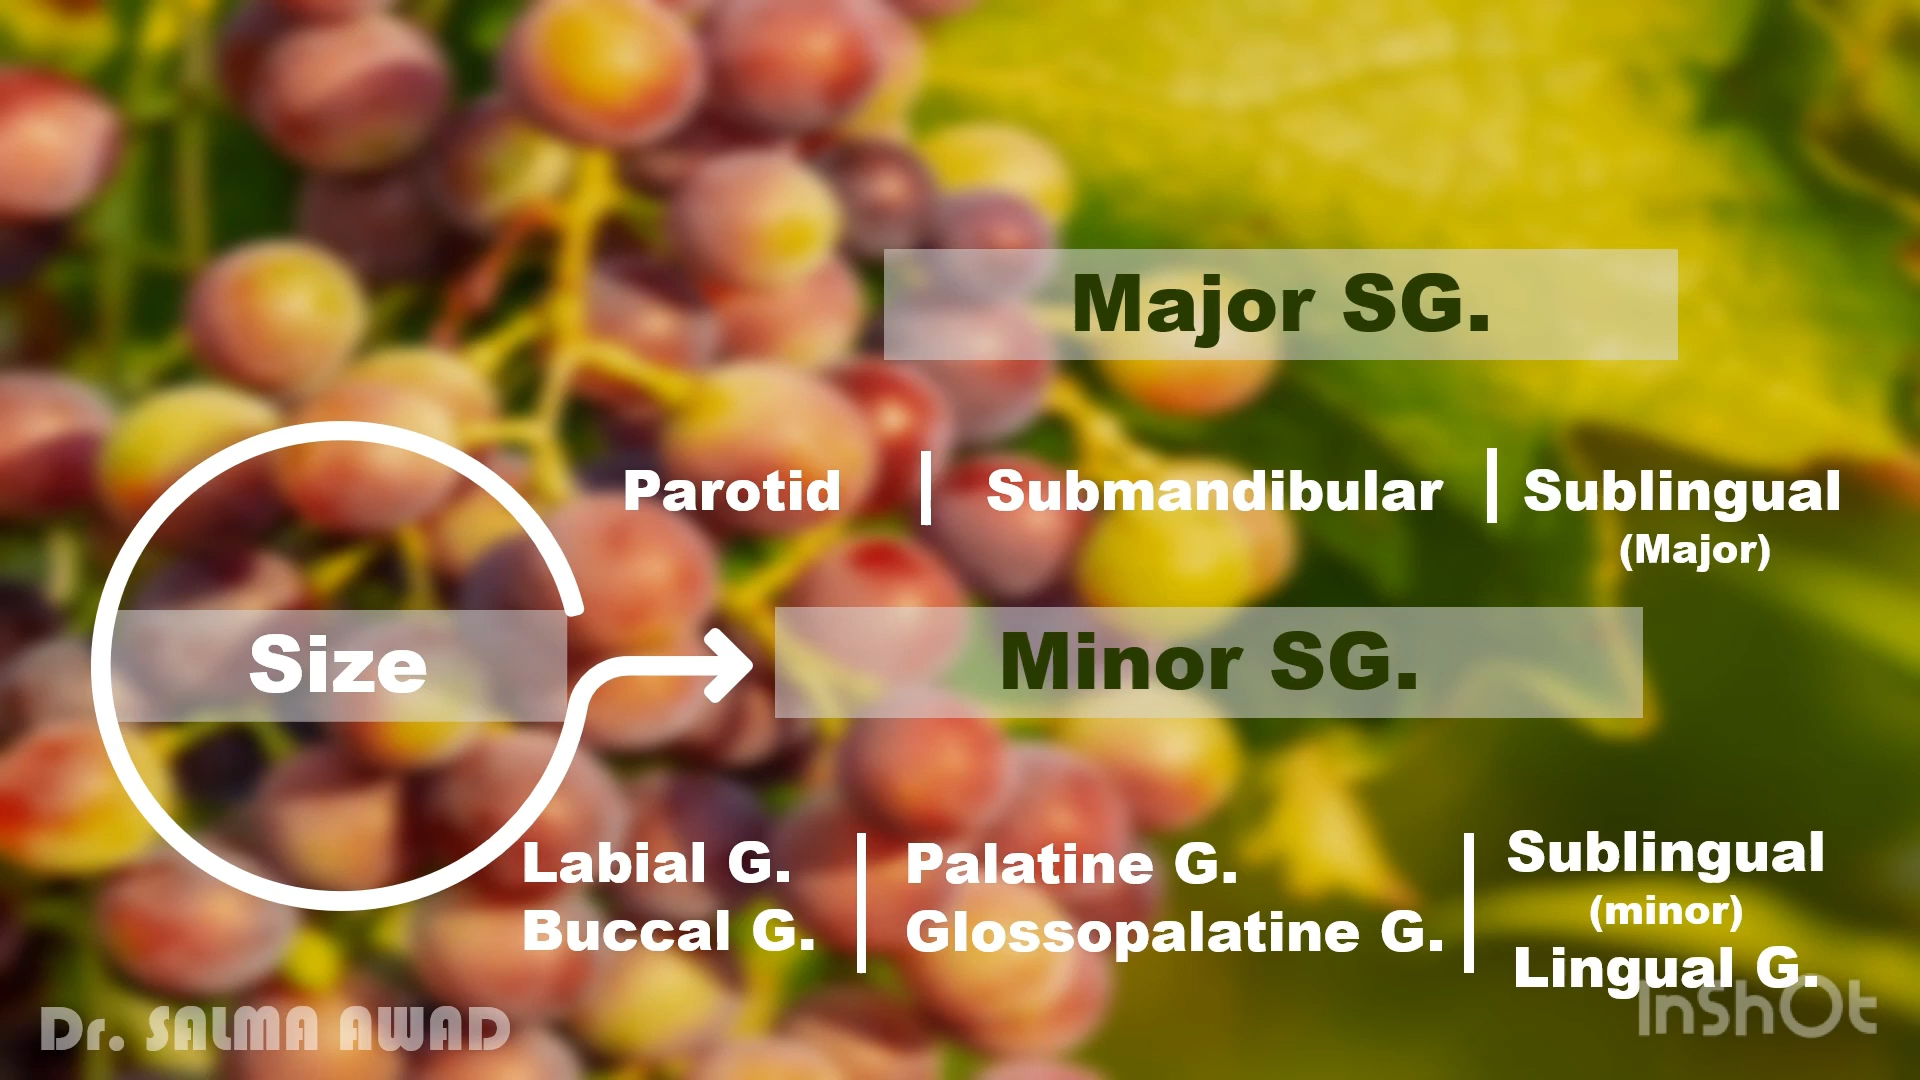 Major SG.
Parotid | Submandibular | Sublingual
(Major)
Size
Minor SG.
Labial G.
Buccal G.
Palatine G.
Glossopalatine G.
Sublingual
(minor)
Lingual G.
Dr. SALMA AWAD
InShOt